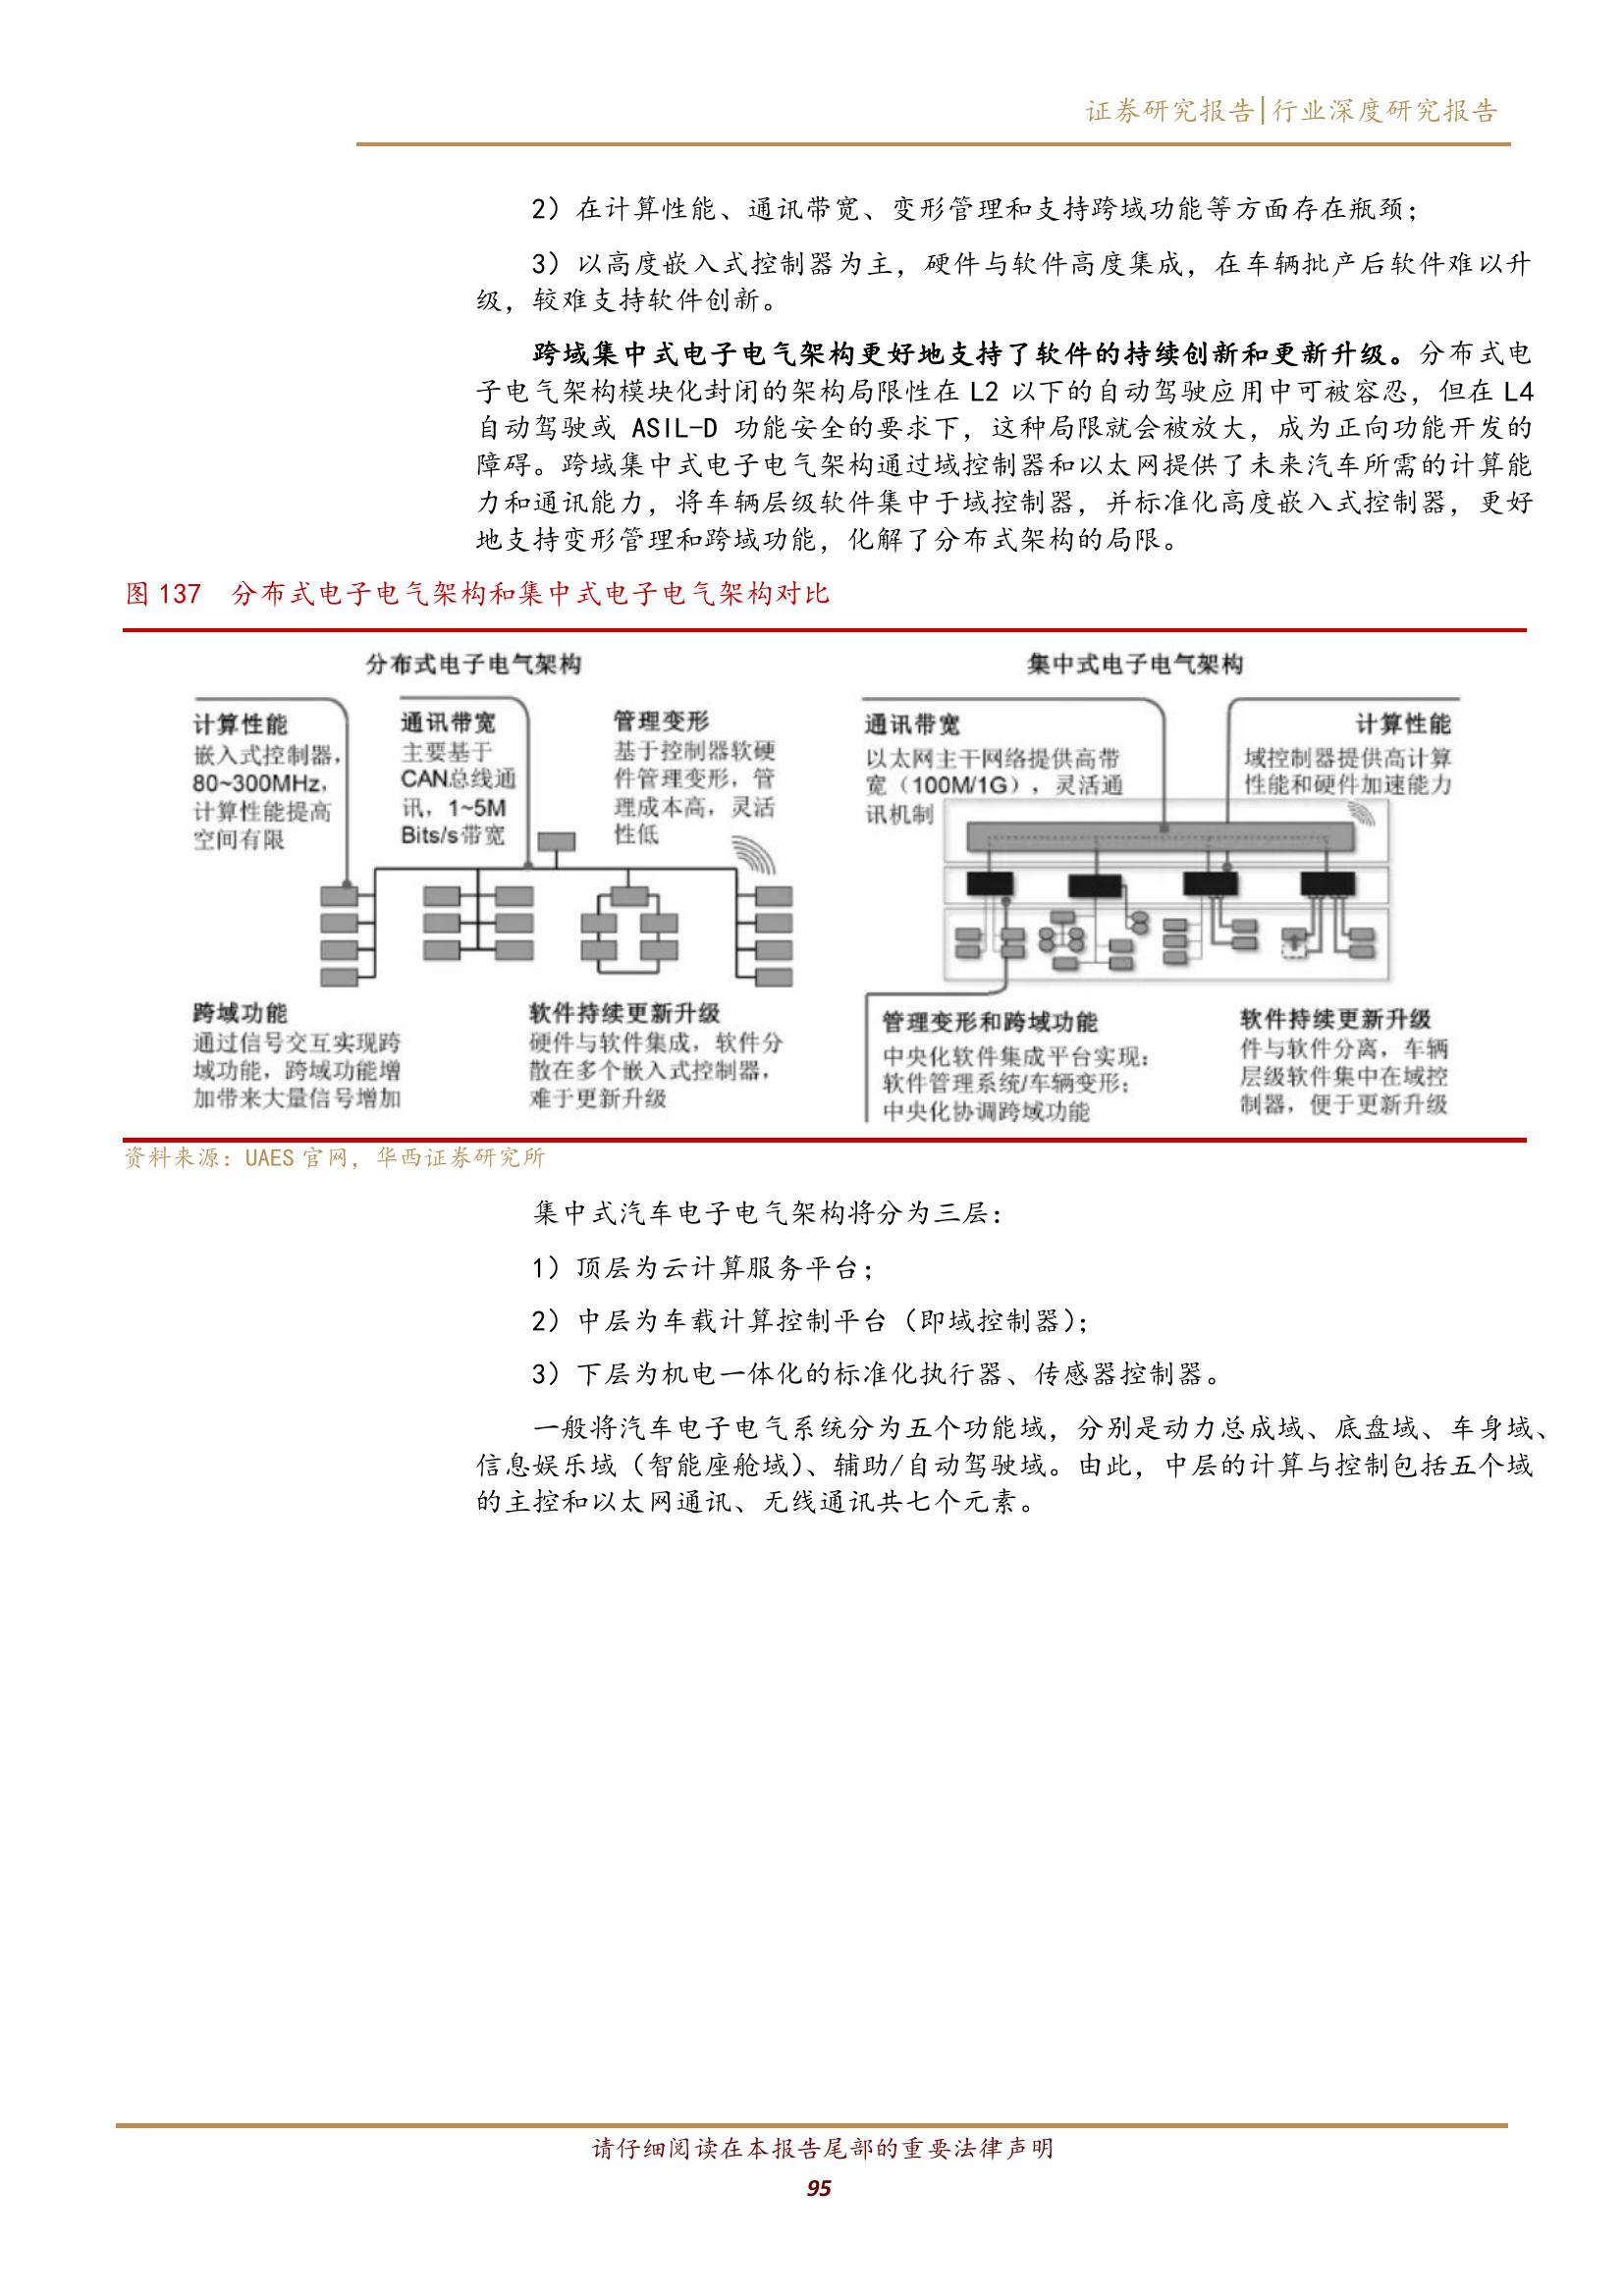 证券研究报告|行业深度研究报告
2）在计算性能、通讯带宽、变形管理和支持跨域功能等方面存在瓶颈；
3）以高度嵌入式控制器为主，硬件与软件高度集成，在车辆批产后软件难以升
级，较难支持软件创新。
跨域集中式电子电气架构更好地支持了软件的持续创新和更新升级。分布式电
子电气架构模块化封闭的架构局限性在 L2 以下的自动驾驶应用中可被容忍，但在 L4
自动驾驶或 ASIL-D 功能安全的要求下，这种局限就会被放大，成为正向功能开发的
障碍。跨域集中式电子电气架构通过域控制器和以太网提供了未来汽车所需的计算能
力和通讯能力，将车辆层级软件集中于域控制器，并标准化高度嵌入式控制器，更好
地支持变形管理和跨域功能，化解了分布式架构的局限。
图 137 分布式电子电气架构和集中式电子电气架构对比
分布式电子电气架构
计算性能
嵌入式控制器，
80~300MHz，
计算性能提高
空间有限
通讯带宽
主要基于
CAN总线通
讯，1~5M
Bits/s带宽
管理变形
基于控制器软硬
件管理变形，管
理成本高，灵活
性低
跨域功能
通过信号交互实现跨
域功能，跨域功能增
加带来大量信号增加
软件持续更新升级
硬件与软件集成，软件分
散在多个嵌入式控制器，
难于更新升级
集中式电子电气架构
通讯带宽
以太网主干网络提供高带
宽（100M/1G），灵活通
讯机制
计算性能
域控制器提供高计算
性能和硬件加速能力
管理变形和跨域功能
中央化软件集成平台实现：
软件管理系统/车辆变形；
中央化协调跨域功能
软件持续更新升级
件与软件分离，车辆
层级软件集中在域控
制器，便于更新升级
资料来源：UAES 官网，华西证券研究所
集中式汽车电子电气架构将分为三层：
1）顶层为云计算服务平台；
2）中层为车载计算控制平台（即域控制器）；
3）下层为机电一体化的标准化执行器、传感器控制器。
一般将汽车电子电气系统分为五个功能域，分别是动力总成域、底盘域、车身域、
信息娱乐域（智能座舱域）、辅助/自动驾驶域。由此，中层的计算与控制包括五个域
的主控和以太网通讯、无线通讯共七个元素。
请仔细阅读在本报告尾部的重要法律声明
95